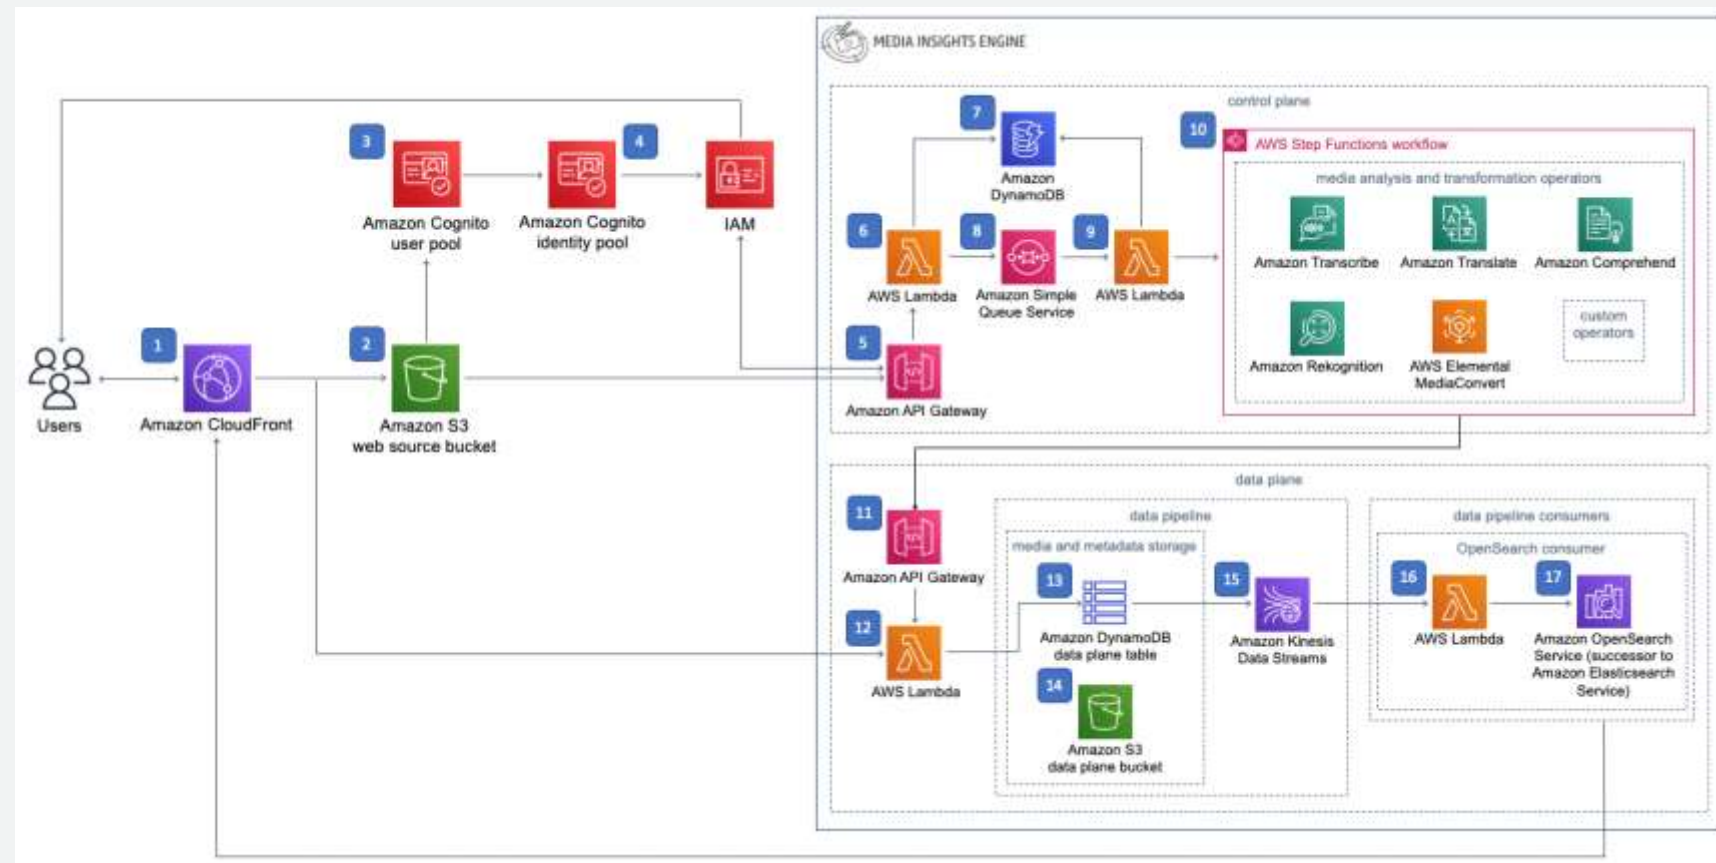 MEDIA INSIGHTS ENGINE
control plane
3
4
7
10
AWS Step Functions workflow
media analysis and transformation operators
Amazon
DynamoDB
Amazon Cognito
user pool
Amazon Cognito
identity pool
IAM
6
8
9
Amazon Transcribe
Amazon Translate
Amazon Comprehend
AWS Lambda
Amazon Simple
Queue Service
AWS Lambda
custom
operators
1
2
5
Amazon Rekognition
AWS Elemental
MediaConvert
Users
Amazon CloudFront
Amazon S3
web source bucket
Amazon API Gateway
data plane
11
data pipeline
data pipeline consumers
media and metadata storage
OpenSearch consumer
Amazon API Gateway
13
15
16
17
12
Amazon DynamoDB
data plane table
Amazon Kinesis
Data Streams
AWS Lambda
Amazon OpenSearch
Service (successor to
Amazon Elasticsearch
Service)
AWS Lambda
14
Amazon S3
data plane bucket